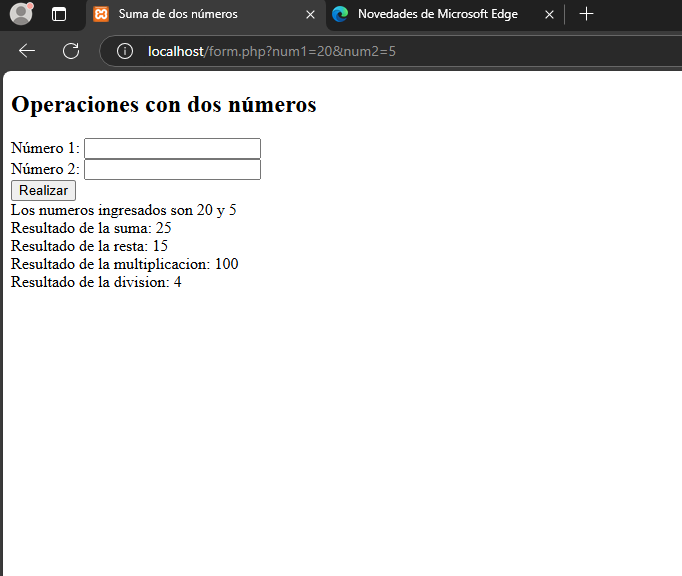 Suma de dos números
Novedades de Microsoft Edge
localhost/form.php?num1=20&num2=5
Operaciones con dos números
Número 1:
Número 2:
Realizar
Los numeros ingresados son 20 y 5
Resultado de la suma: 25
Resultado de la resta: 15
Resultado de la multiplicacion: 100
Resultado de la division: 4